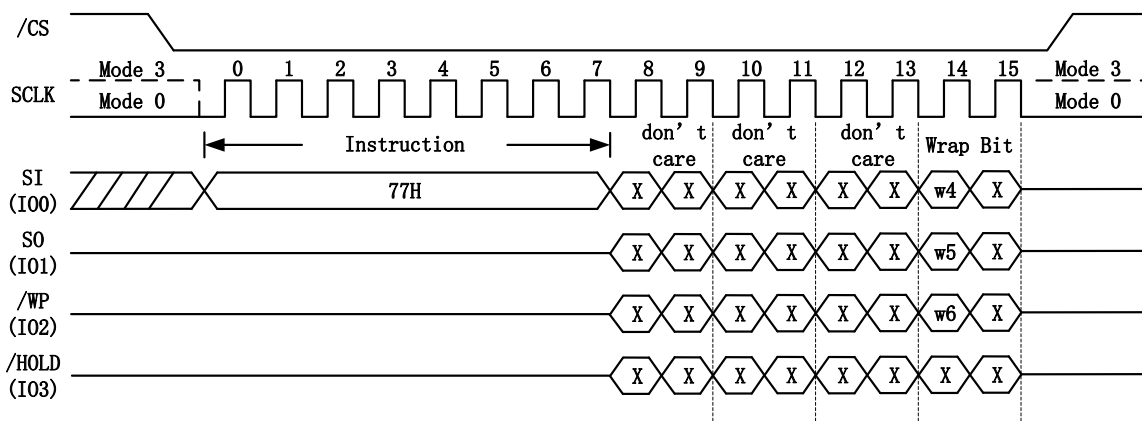 /CS
Mode 3 0 1 2 3 4 5 6 7 8 9 10 11 12 13 14 15 Mode 3
SCLK Mode 0 Mode 0
Instruction don't care don't care don't care Wrap Bit
SI (IO0) 77H X X X X X X w4 X
SO (IO1) X X X X X X w5 X
/WP (IO2) X X X X X X w6 X
/HOLD (IO3) X X X X X X X X